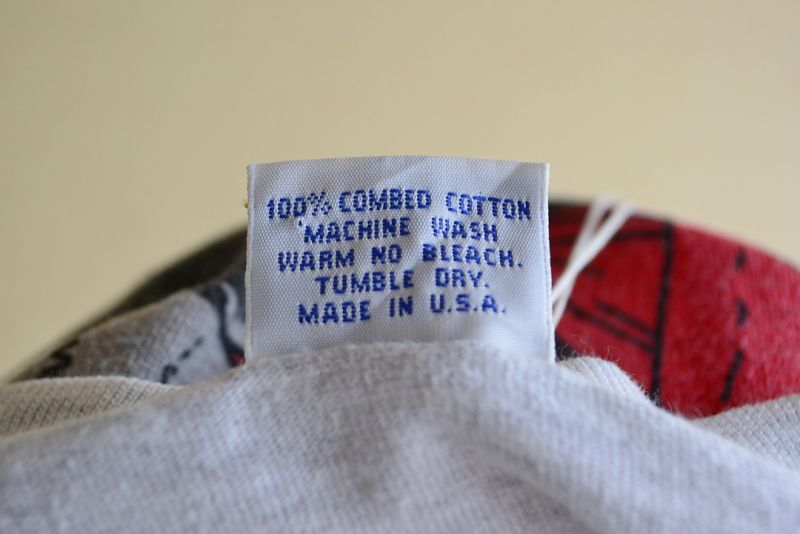 100% COMBED COTTON
MACHINE WASH
WARM NO BLEACH.
TUMBLE DRY.
MADE IN U.S.A.